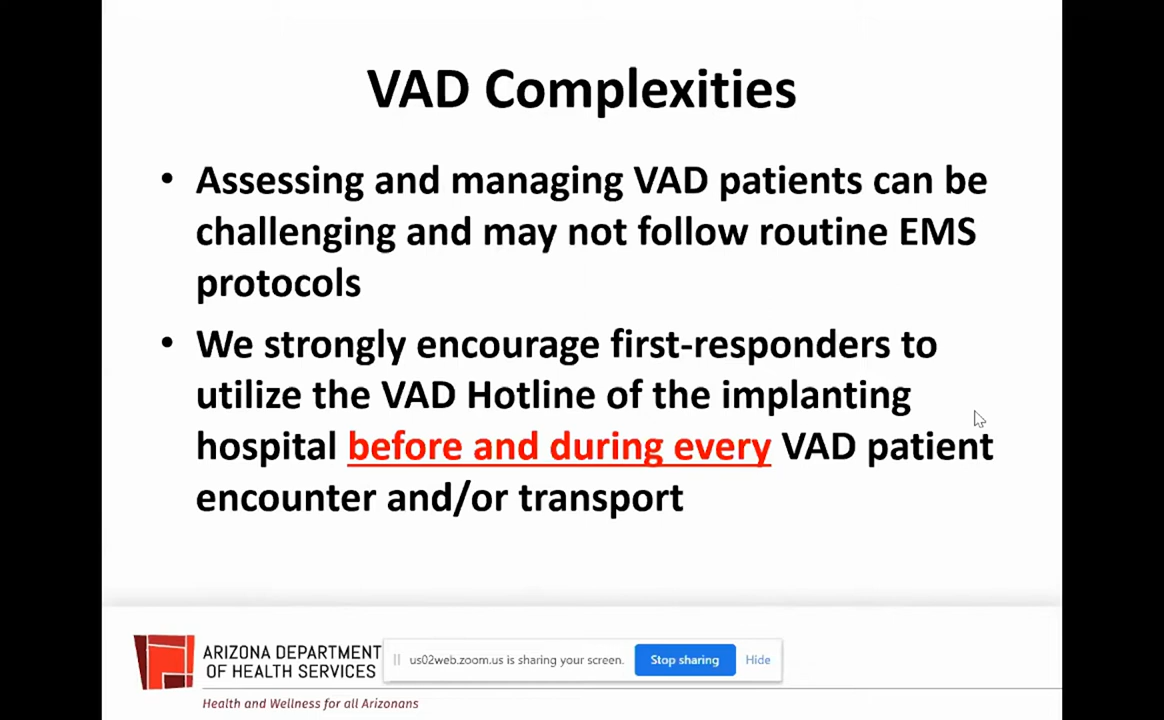 VAD Complexities
• Assessing and managing VAD patients can be
challenging and may not follow routine EMS
protocols
• We strongly encourage first-responders to
utilize the VAD Hotline of the implanting
hospital before and during every VAD patient
encounter and/or transport
ARIZONA DEPARTMENT
OF HEALTH SERVICES
Health and Wellness for all Arizonans
us02web.zoom.us is sharing your screen. Stop sharing Hide